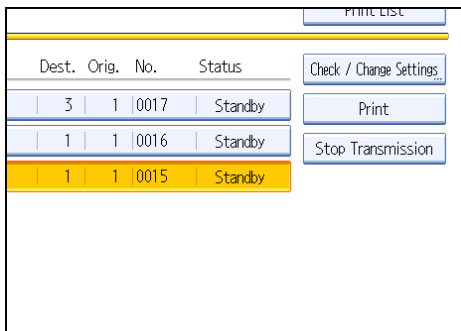 Print List
Dest. Orig. No. Status
Check / Change Settings
3 1 0017 Standby
Print
1 1 0016 Standby
Stop Transmission
1 1 0015 Standby